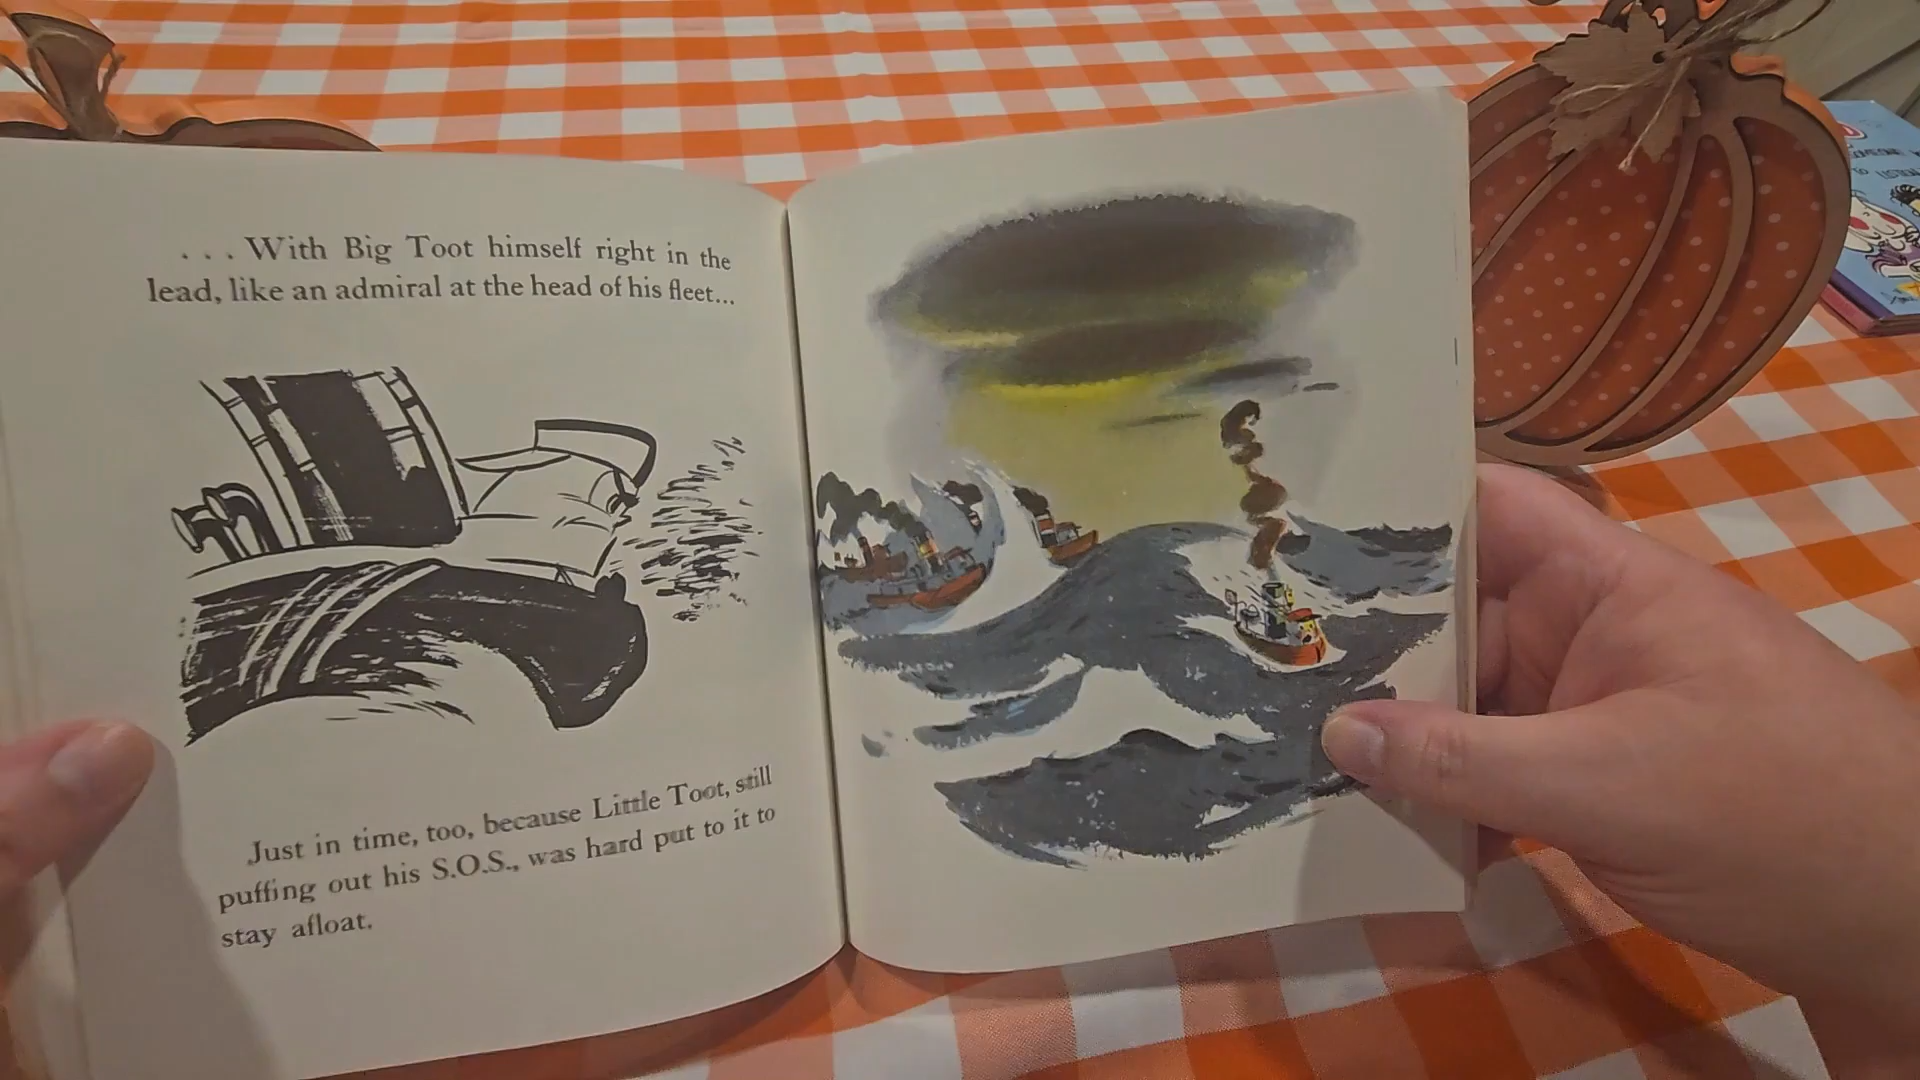 . . . With Big Toot himself right in the
lead, like an admiral at the head of his fleet...
Just in time, too, because Little Toot, still
puffing out his S.O.S., was hard put to it to
stay afloat.